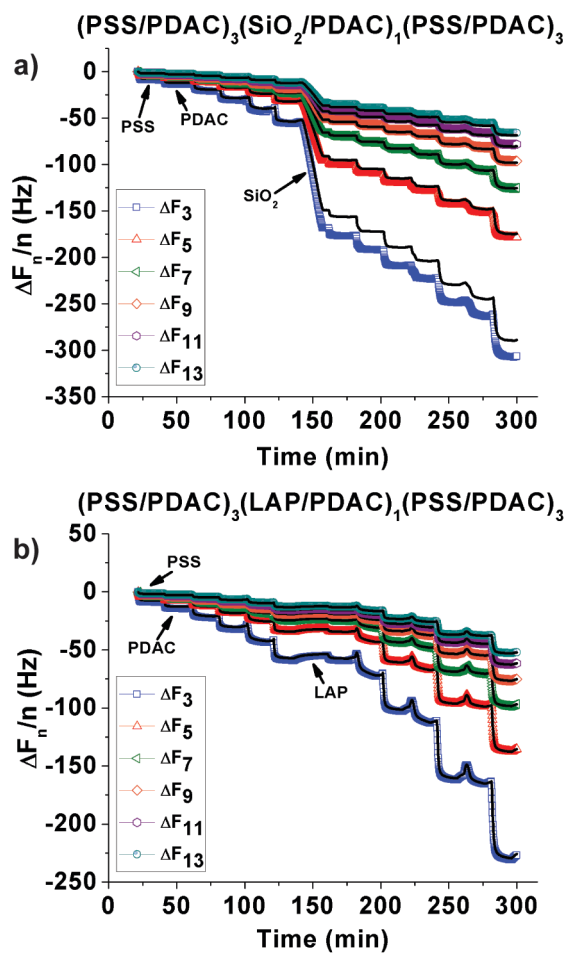 (PSS/PDAC)3(SiO2/PDAC)1(PSS/PDAC)3
a)
0
-50
-100
-150
-200
-250
-300
-350
ΔFn/n (Hz)
PSS
PDAC
SiO2
ΔF3
ΔF5
ΔF7
ΔF9
ΔF11
ΔF13
0 50 100 150 200 250 300
Time (min)
(PSS/PDAC)3(LAP/PDAC)1(PSS/PDAC)3
b)
50
0
-50
-100
-150
-200
-250
ΔFn/n (Hz)
PSS
PDAC
LAP
ΔF3
ΔF5
ΔF7
ΔF9
ΔF11
ΔF13
0 50 100 150 200 250 300
Time (min)